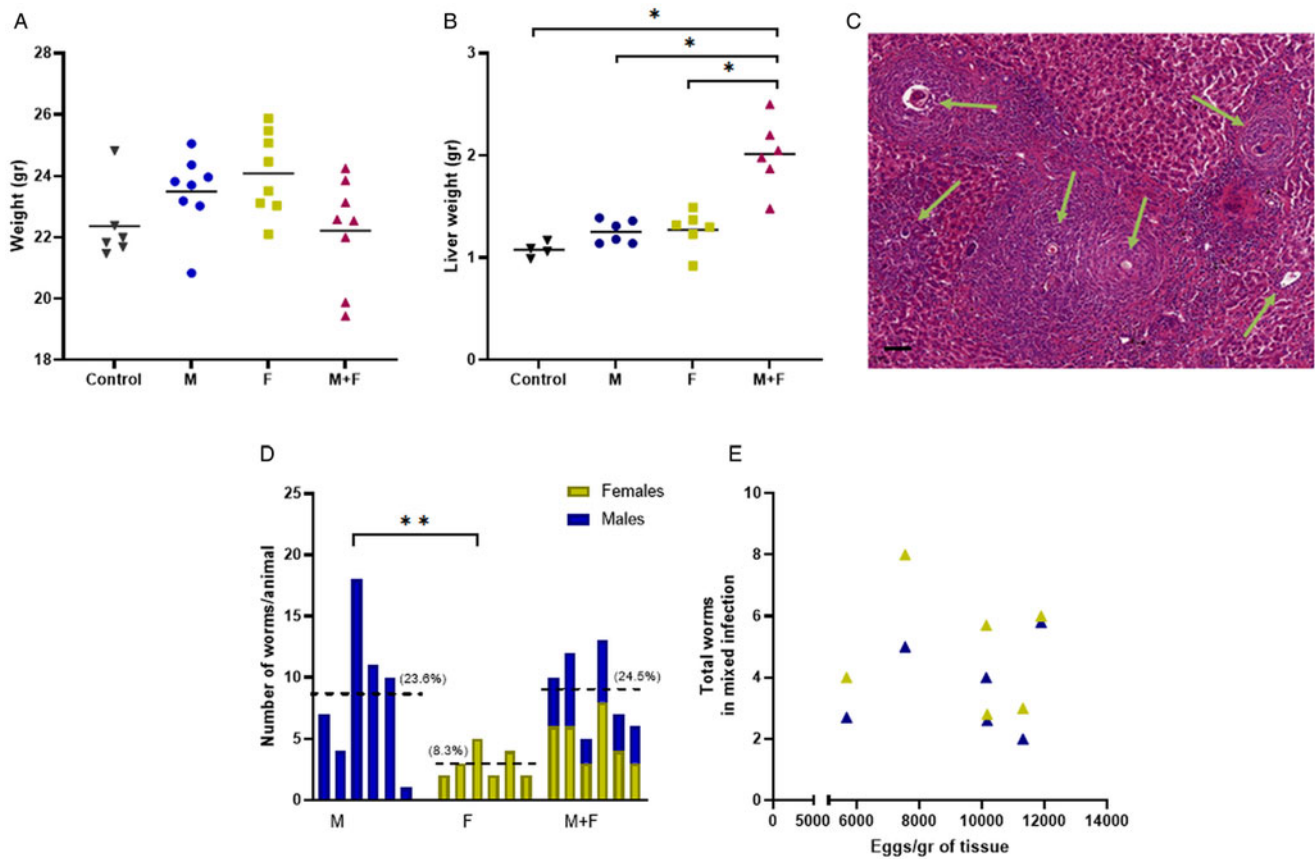 A
Weight (gr)
28
26
24
22
20
18
Control M F M+F
B
Liver weight (gr)
3
2
1
0
*
*
*
Control M F M+F
C
D
Number of worms/animal
25
20
15
10
5
0
**
(23.6%)
(8.3%)
(24.5%)
Females
Males
M F M+F
E
Total worms
in mixed infection
10
8
6
4
2
0
0 5000 6000 8000 10000 12000 14000
Eggs/gr of tissue